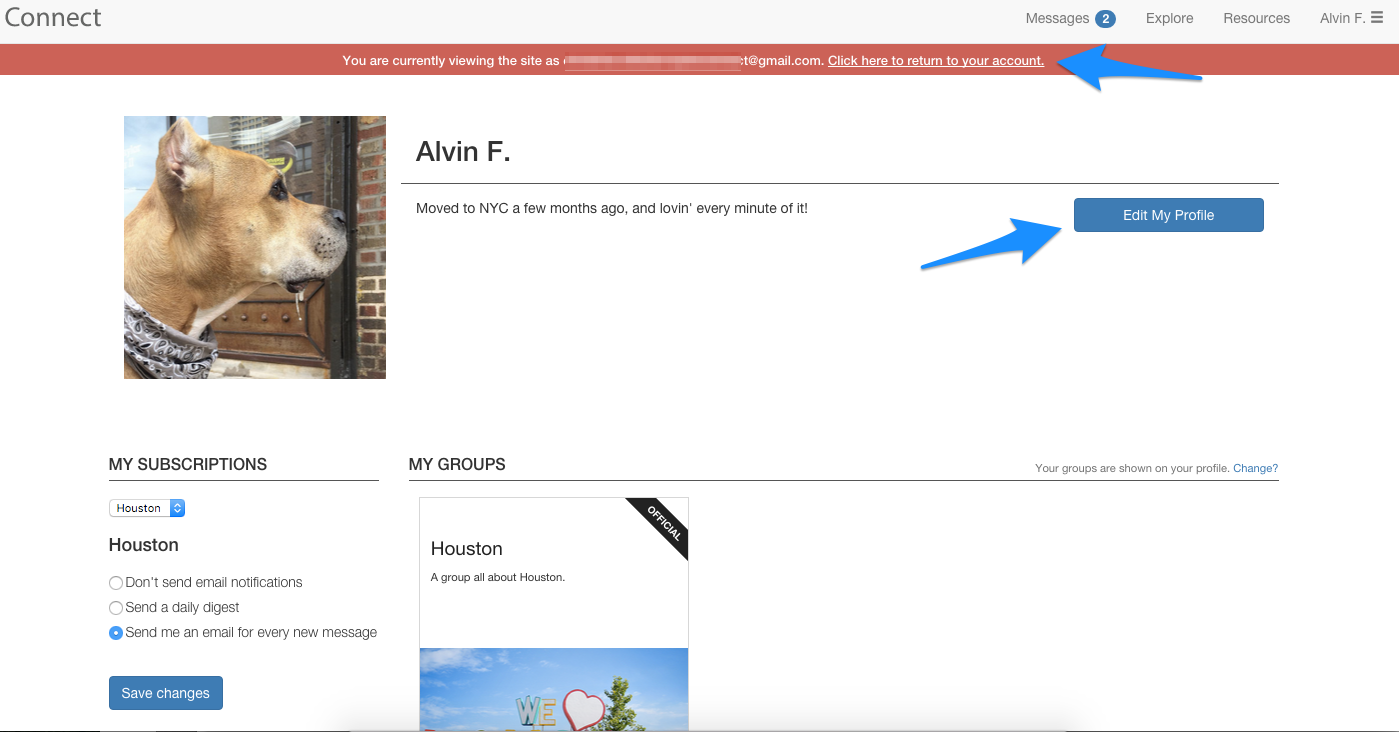 Connect
Messages 2 Explore Resources Alvin F.
You are currently viewing the site as t@gmail.com. Click here to return to your account.
Alvin F.
Moved to NYC a few months ago, and lovin' every minute of it!
Edit My Profile
MY SUBSCRIPTIONS
Houston
Houston
Don't send email notifications
Send a daily digest
Send me an email for every new message
Save changes
MY GROUPS
Your groups are shown on your profile. Change?
OFFICIAL
Houston
A group all about Houston.
WE